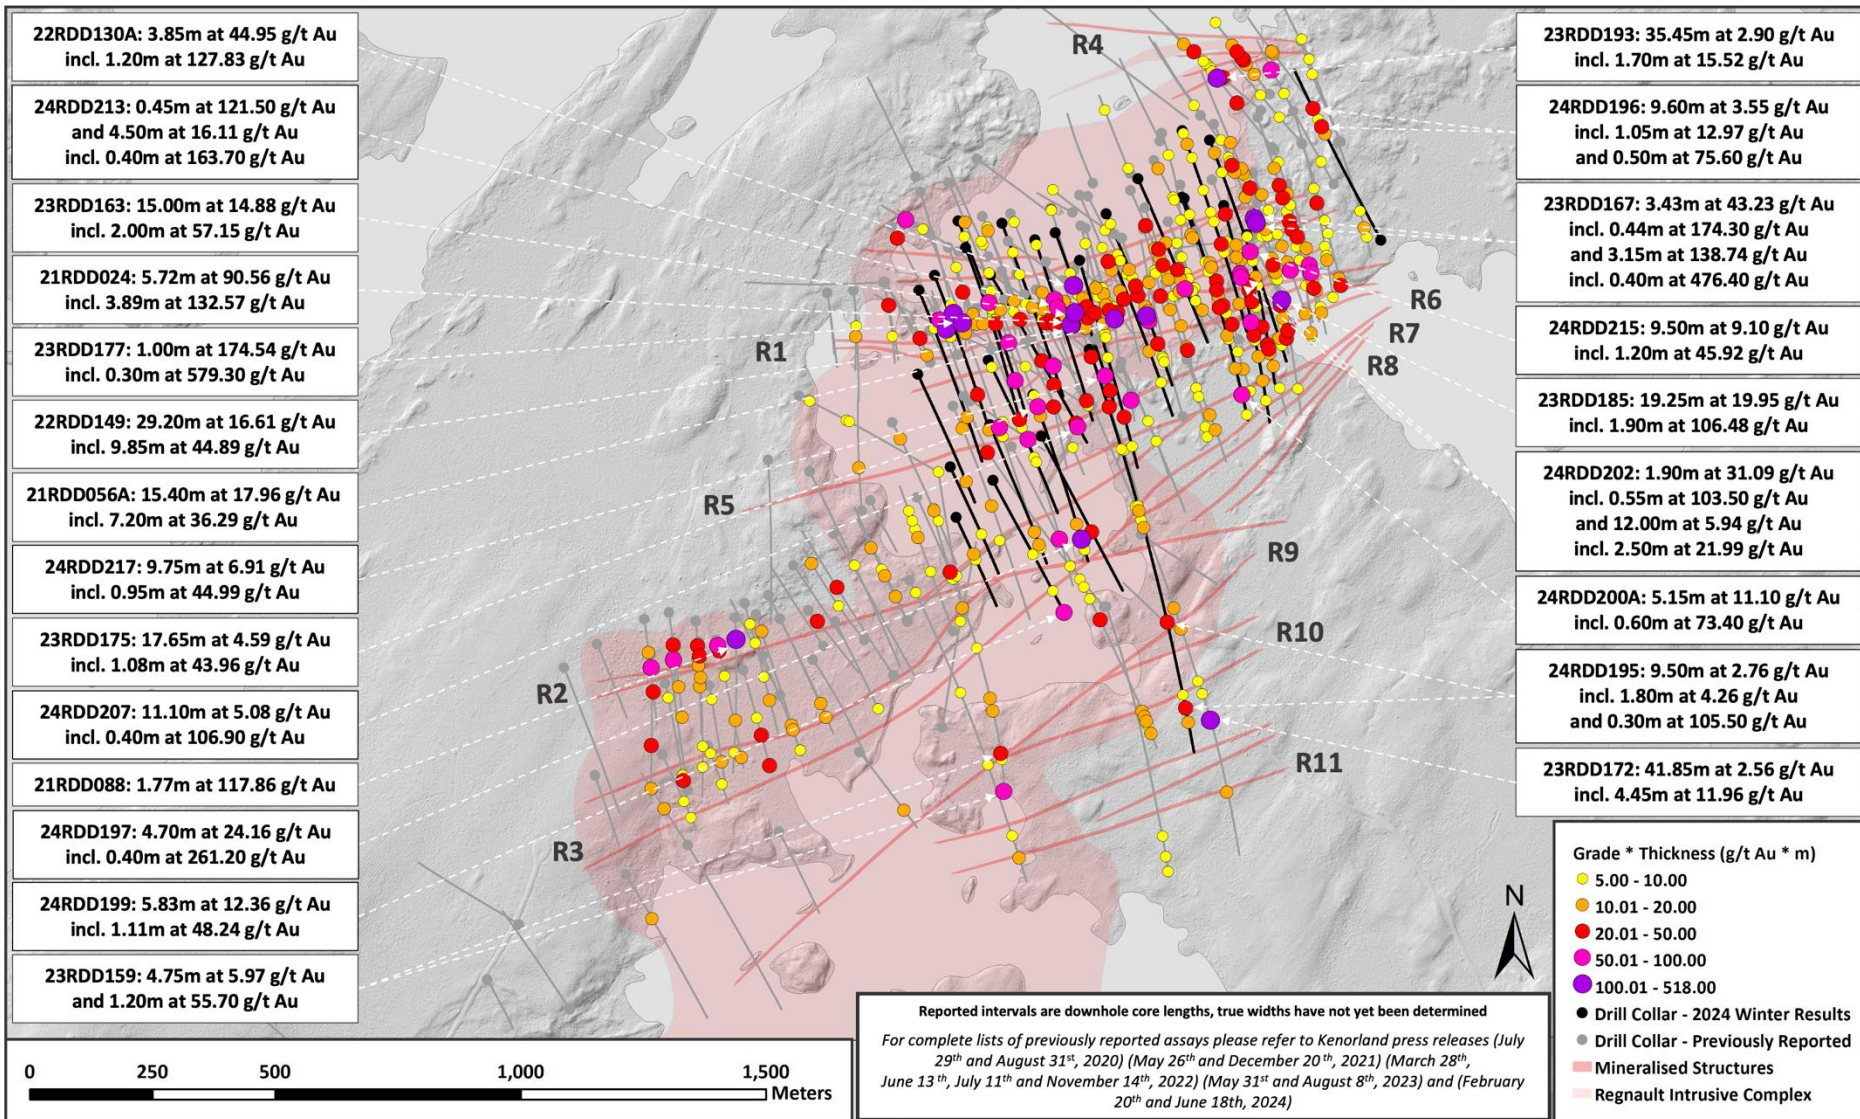 22RDD130A: 3.85m at 44.95 g/t Au
incl. 1.20m at 127.83 g/t Au
24RDD213: 0.45m at 121.50 g/t Au
and 4.50m at 16.11 g/t Au
incl. 0.40m at 163.70 g/t Au
23RDD163: 15.00m at 14.88 g/t Au
incl. 2.00m at 57.15 g/t Au
21RDD024: 5.72m at 90.56 g/t Au
incl. 3.89m at 132.57 g/t Au
23RDD177: 1.00m at 174.54 g/t Au
incl. 0.30m at 579.30 g/t Au
22RDD149: 29.20m at 16.61 g/t Au
incl. 9.85m at 44.89 g/t Au
21RDD056A: 15.40m at 17.96 g/t Au
incl. 7.20m at 36.29 g/t Au
24RDD217: 9.75m at 6.91 g/t Au
incl. 0.95m at 44.99 g/t Au
23RDD175: 17.65m at 4.59 g/t Au
incl. 1.08m at 43.96 g/t Au
24RDD207: 11.10m at 5.08 g/t Au
incl. 0.40m at 106.90 g/t Au
21RDD088: 1.77m at 117.86 g/t Au
24RDD197: 4.70m at 24.16 g/t Au
incl. 0.40m at 261.20 g/t Au
24RDD199: 5.83m at 12.36 g/t Au
incl. 1.11m at 48.24 g/t Au
23RDD159: 4.75m at 5.97 g/t Au
and 1.20m at 55.70 g/t Au
R4
R6
R7
R8
R1
R5
R9
R10
R2
R11
R3
23RDD193: 35.45m at 2.90 g/t Au
incl. 1.70m at 15.52 g/t Au
24RDD196: 9.60m at 3.55 g/t Au
incl. 1.05m at 12.97 g/t Au
and 0.50m at 75.60 g/t Au
23RDD167: 3.43m at 43.23 g/t Au
incl. 0.44m at 174.30 g/t Au
and 3.15m at 138.74 g/t Au
incl. 0.40m at 476.40 g/t Au
24RDD215: 9.50m at 9.10 g/t Au
incl. 1.20m at 45.92 g/t Au
23RDD185: 19.25m at 19.95 g/t Au
incl. 1.90m at 106.48 g/t Au
24RDD202: 1.90m at 31.09 g/t Au
incl. 0.55m at 103.50 g/t Au
and 12.00m at 5.94 g/t Au
incl. 2.50m at 21.99 g/t Au
24RDD200A: 5.15m at 11.10 g/t Au
incl. 0.60m at 73.40 g/t Au
24RDD195: 9.50m at 2.76 g/t Au
incl. 1.80m at 4.26 g/t Au
and 0.30m at 105.50 g/t Au
23RDD172: 41.85m at 2.56 g/t Au
incl. 4.45m at 11.96 g/t Au
N
Grade * Thickness (g/t Au * m)
5.00 - 10.00
10.01 - 20.00
20.01 - 50.00
50.01 - 100.00
100.01 - 518.00
Drill Collar - 2024 Winter Results
Drill Collar - Previously Reported
Mineralised Structures
Regnault Intrusive Complex
Reported intervals are downhole core lengths, true widths have not yet been determined
For complete lists of previously reported assays please refer to Kenorland press releases (July
29th and August 31st, 2020) (May 26th and December 20th, 2021) (March 28th,
June 13th, July 11th and November 14th, 2022) (May 31st and August 8th, 2023) and (February
20th and June 18th, 2024)
0 250 500 1,000 1,500
Meters